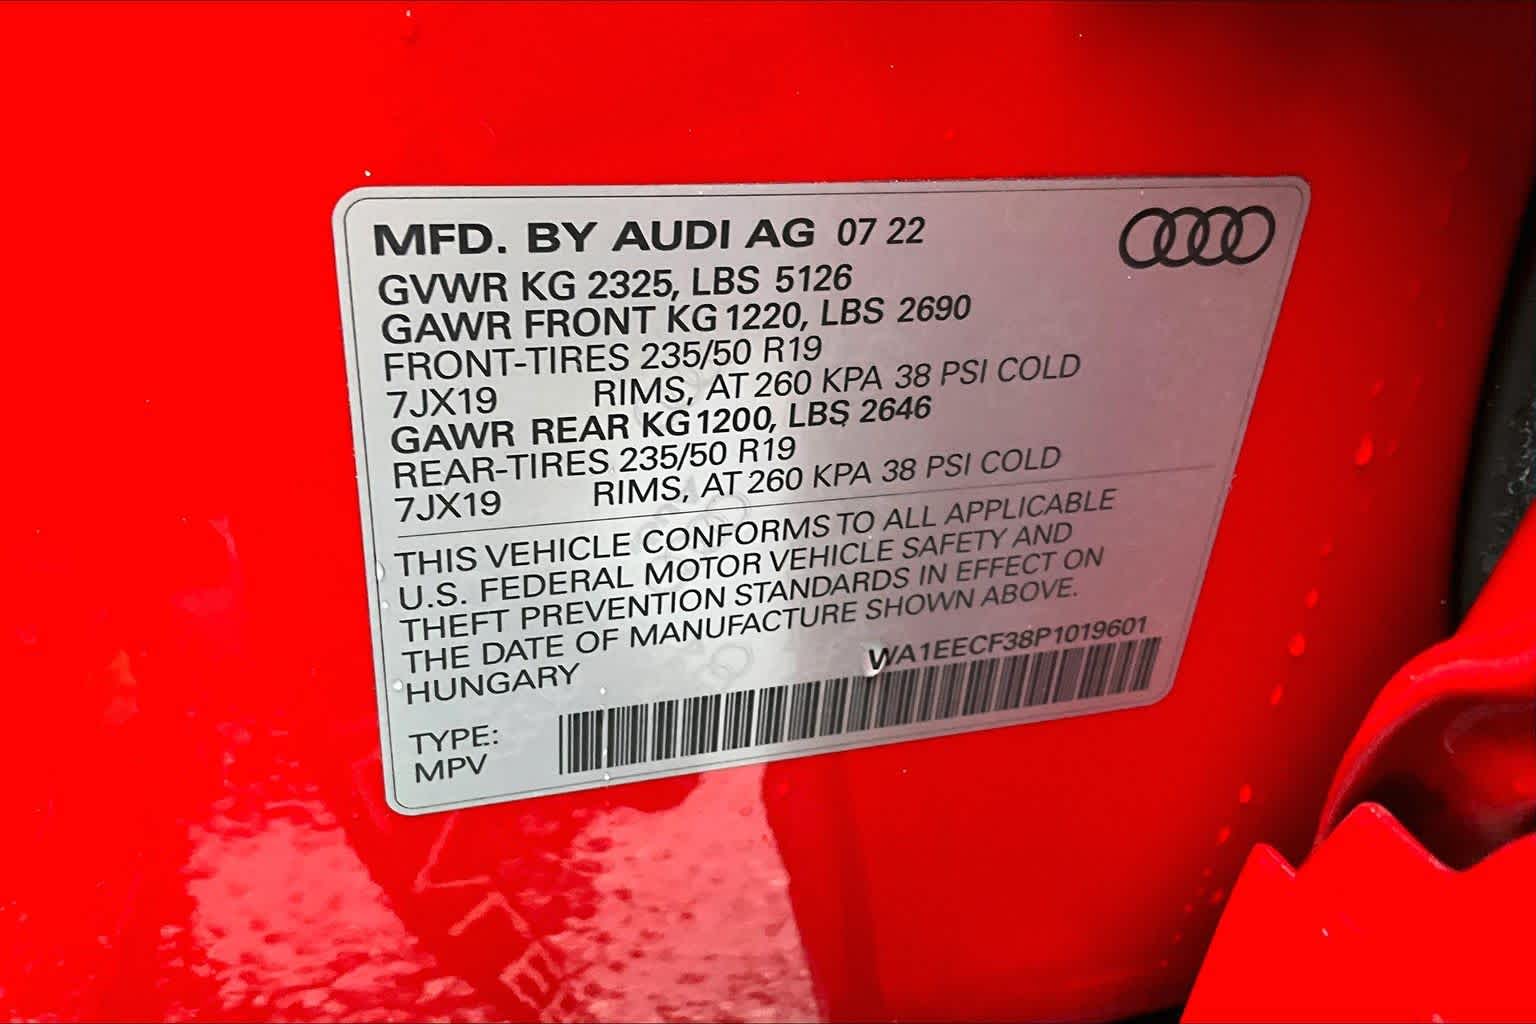 MFD. BY AUDI AG 07 22
GVWR KG 2325, LBS 5126
GAWR FRONT KG 1220, LBS 2690
FRONT-TIRES 235/50 R19
7JX19 RIMS, AT 260 KPA 38 PSI COLD
GAWR REAR KG 1200, LBS 2646
REAR-TIRES 235/50 R19
7JX19 RIMS, AT 260 KPA 38 PSI COLD
THIS VEHICLE CONFORMS TO ALL APPLICABLE
U.S. FEDERAL MOTOR VEHICLE SAFETY AND
THEFT PREVENTION STANDARDS IN EFFECT ON
THE DATE OF MANUFACTURE SHOWN ABOVE.
HUNGARY
WA1EECF38P1019601
TYPE:
MPV